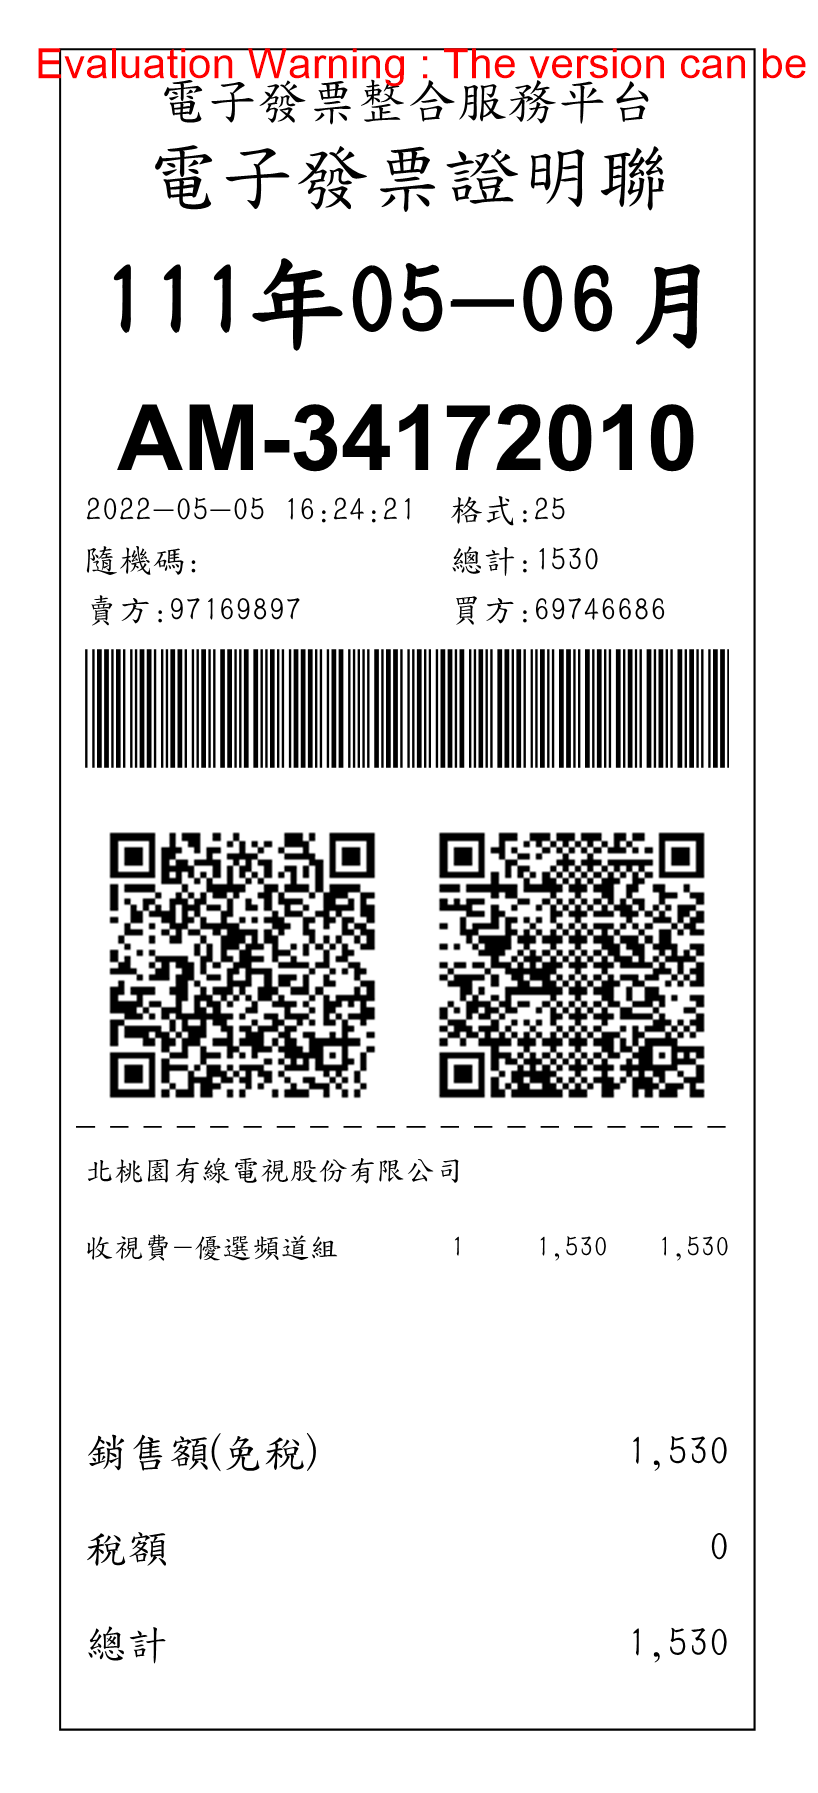 Evaluation Warning : The version can be
電子發票整合服務平台
電子發票證明聯
111年05-06月
AM-34172010
2022-05-05 16:24:21 格式:25
隨機碼: 總計:1530
賣方:97169897 買方:69746686
北桃園有線電視股份有限公司
收視費-優選頻道組 1 1,530 1,530
銷售額(免稅) 1,530
稅額 0
總計 1,530